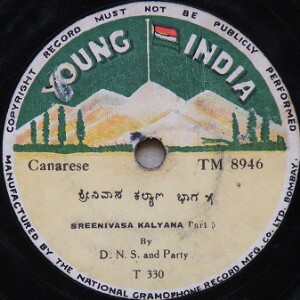 COPYRIGHT RECORD MUST NOT BE PUBLICLY PERFORMED
YOUNG INDIA
Canarese TM 8946
ಶ್ರೀನಿವಾಸ ಕಲ್ಯಾಣ ಭಾಗ ೫
SREENIVASA KALYANA Part 5
By
D. N. S. and Party
T 330
MANUFACTURED BY THE NATIONAL GRAMOPHONE RECORD MFG. CO. LTD. BOMBAY.